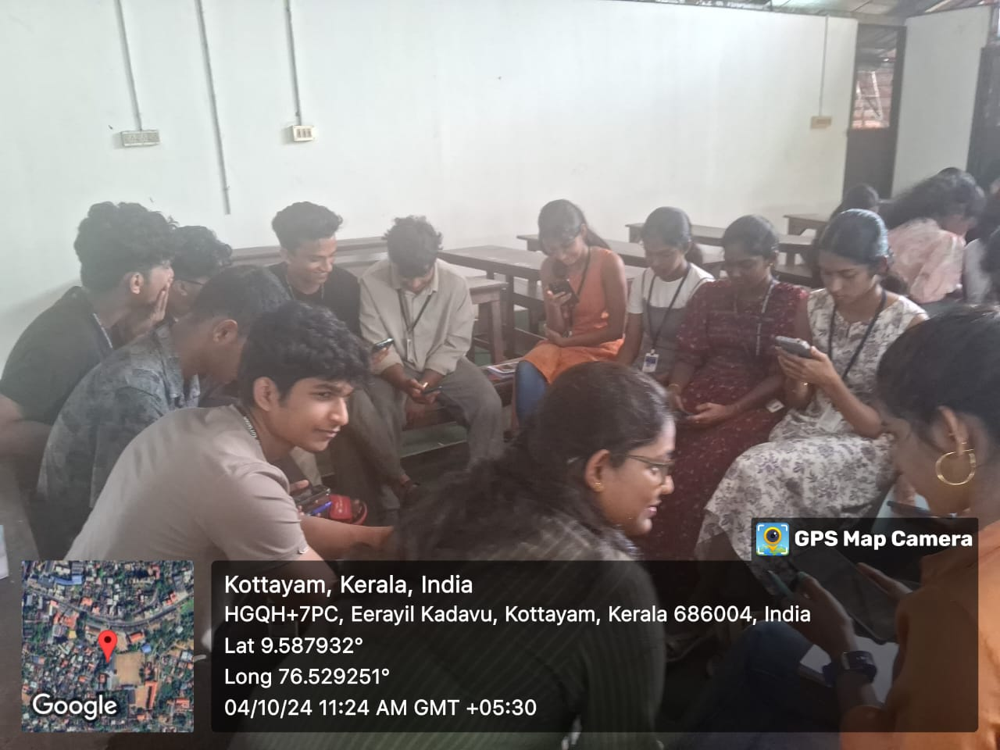 GPS Map Camera
Kottayam, Kerala, India
HGQH+7PC, Eerayil Kadavu, Kottayam, Kerala 686004, India
Lat 9.587932°
Long 76.529251°
04/10/24 11:24 AM GMT +05:30
Google